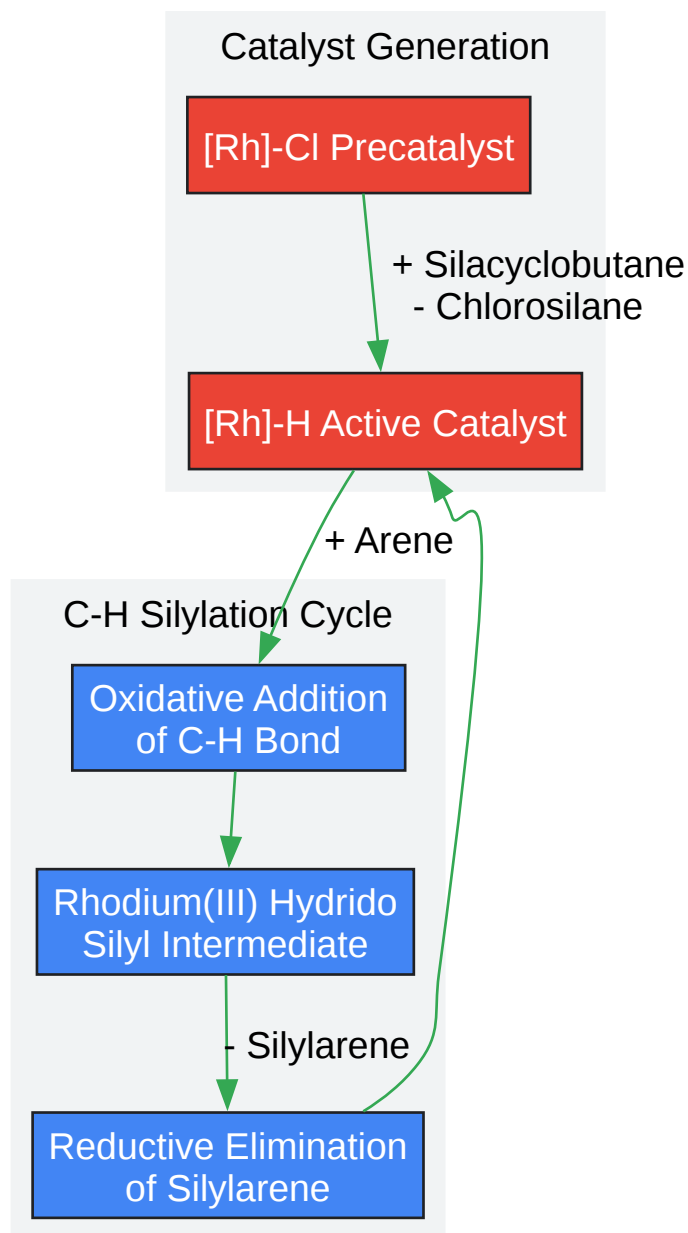 Catalyst Generation
[Rh]-Cl Precatalyst
+ Silacyclobutane
- Chlorosilane
[Rh]-H Active Catalyst
+ Arene
C-H Silylation Cycle
Oxidative Addition
of C-H Bond
Rhodium(III) Hydrido
Silyl Intermediate
- Silylarene
Reductive Elimination
of Silylarene